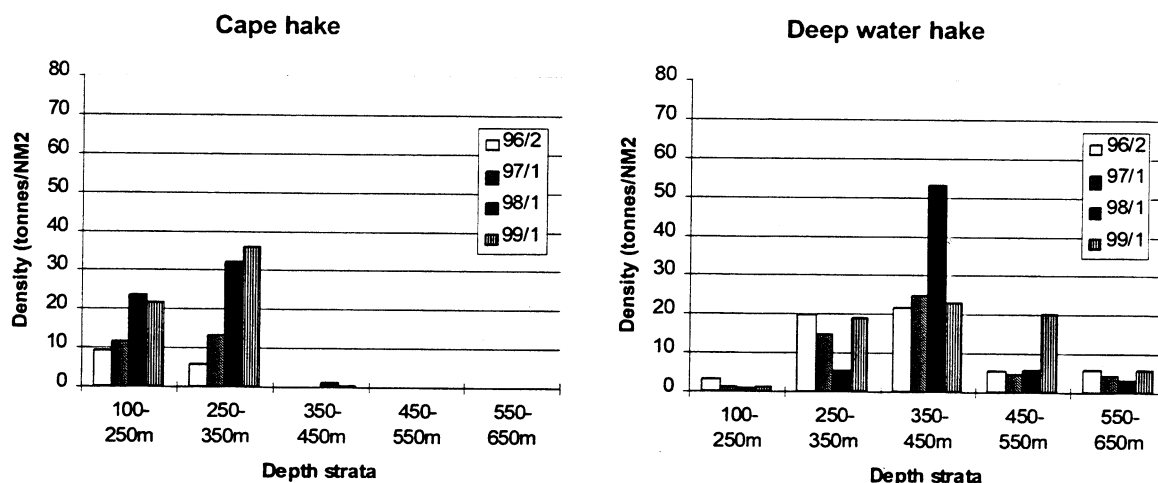 Cape hake
Density (tonnes/NM2
80
70
60
50
40
30
20
10
0
96/2
97/1
98/1
99/1
100-
250m
250-
350m
350-
450m
450-
550m
550-
650m
Depth strata
Deep water hake
Density (tonnes/NM2
80
70
60
50
40
30
20
10
0
96/2
97/1
98/1
99/1
100-
250m
250-
350m
350-
450m
450-
550m
550-
650m
Depth strata